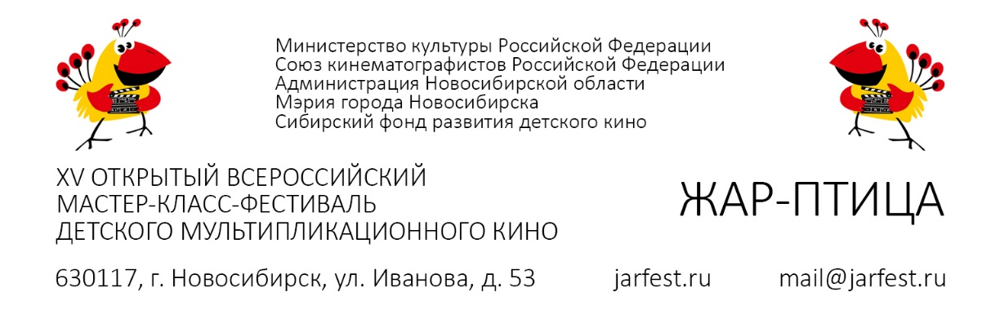 Министерство культуры Российской Федерации
Союз кинематографистов Российской Федерации
Администрация Новосибирской области
Мэрия города Новосибирска
Сибирский фонд развития детского кино
XV ОТКРЫТЫЙ ВСЕРОССИЙСКИЙ
МАСТЕР-КЛАСС-ФЕСТИВАЛЬ
ДЕТСКОГО МУЛЬТИПЛИКАЦИОННОГО КИНО
ЖАР-ПТИЦА
630117, г. Новосибирск, ул. Иванова, д. 53 jarfest.ru mail@jarfest.ru